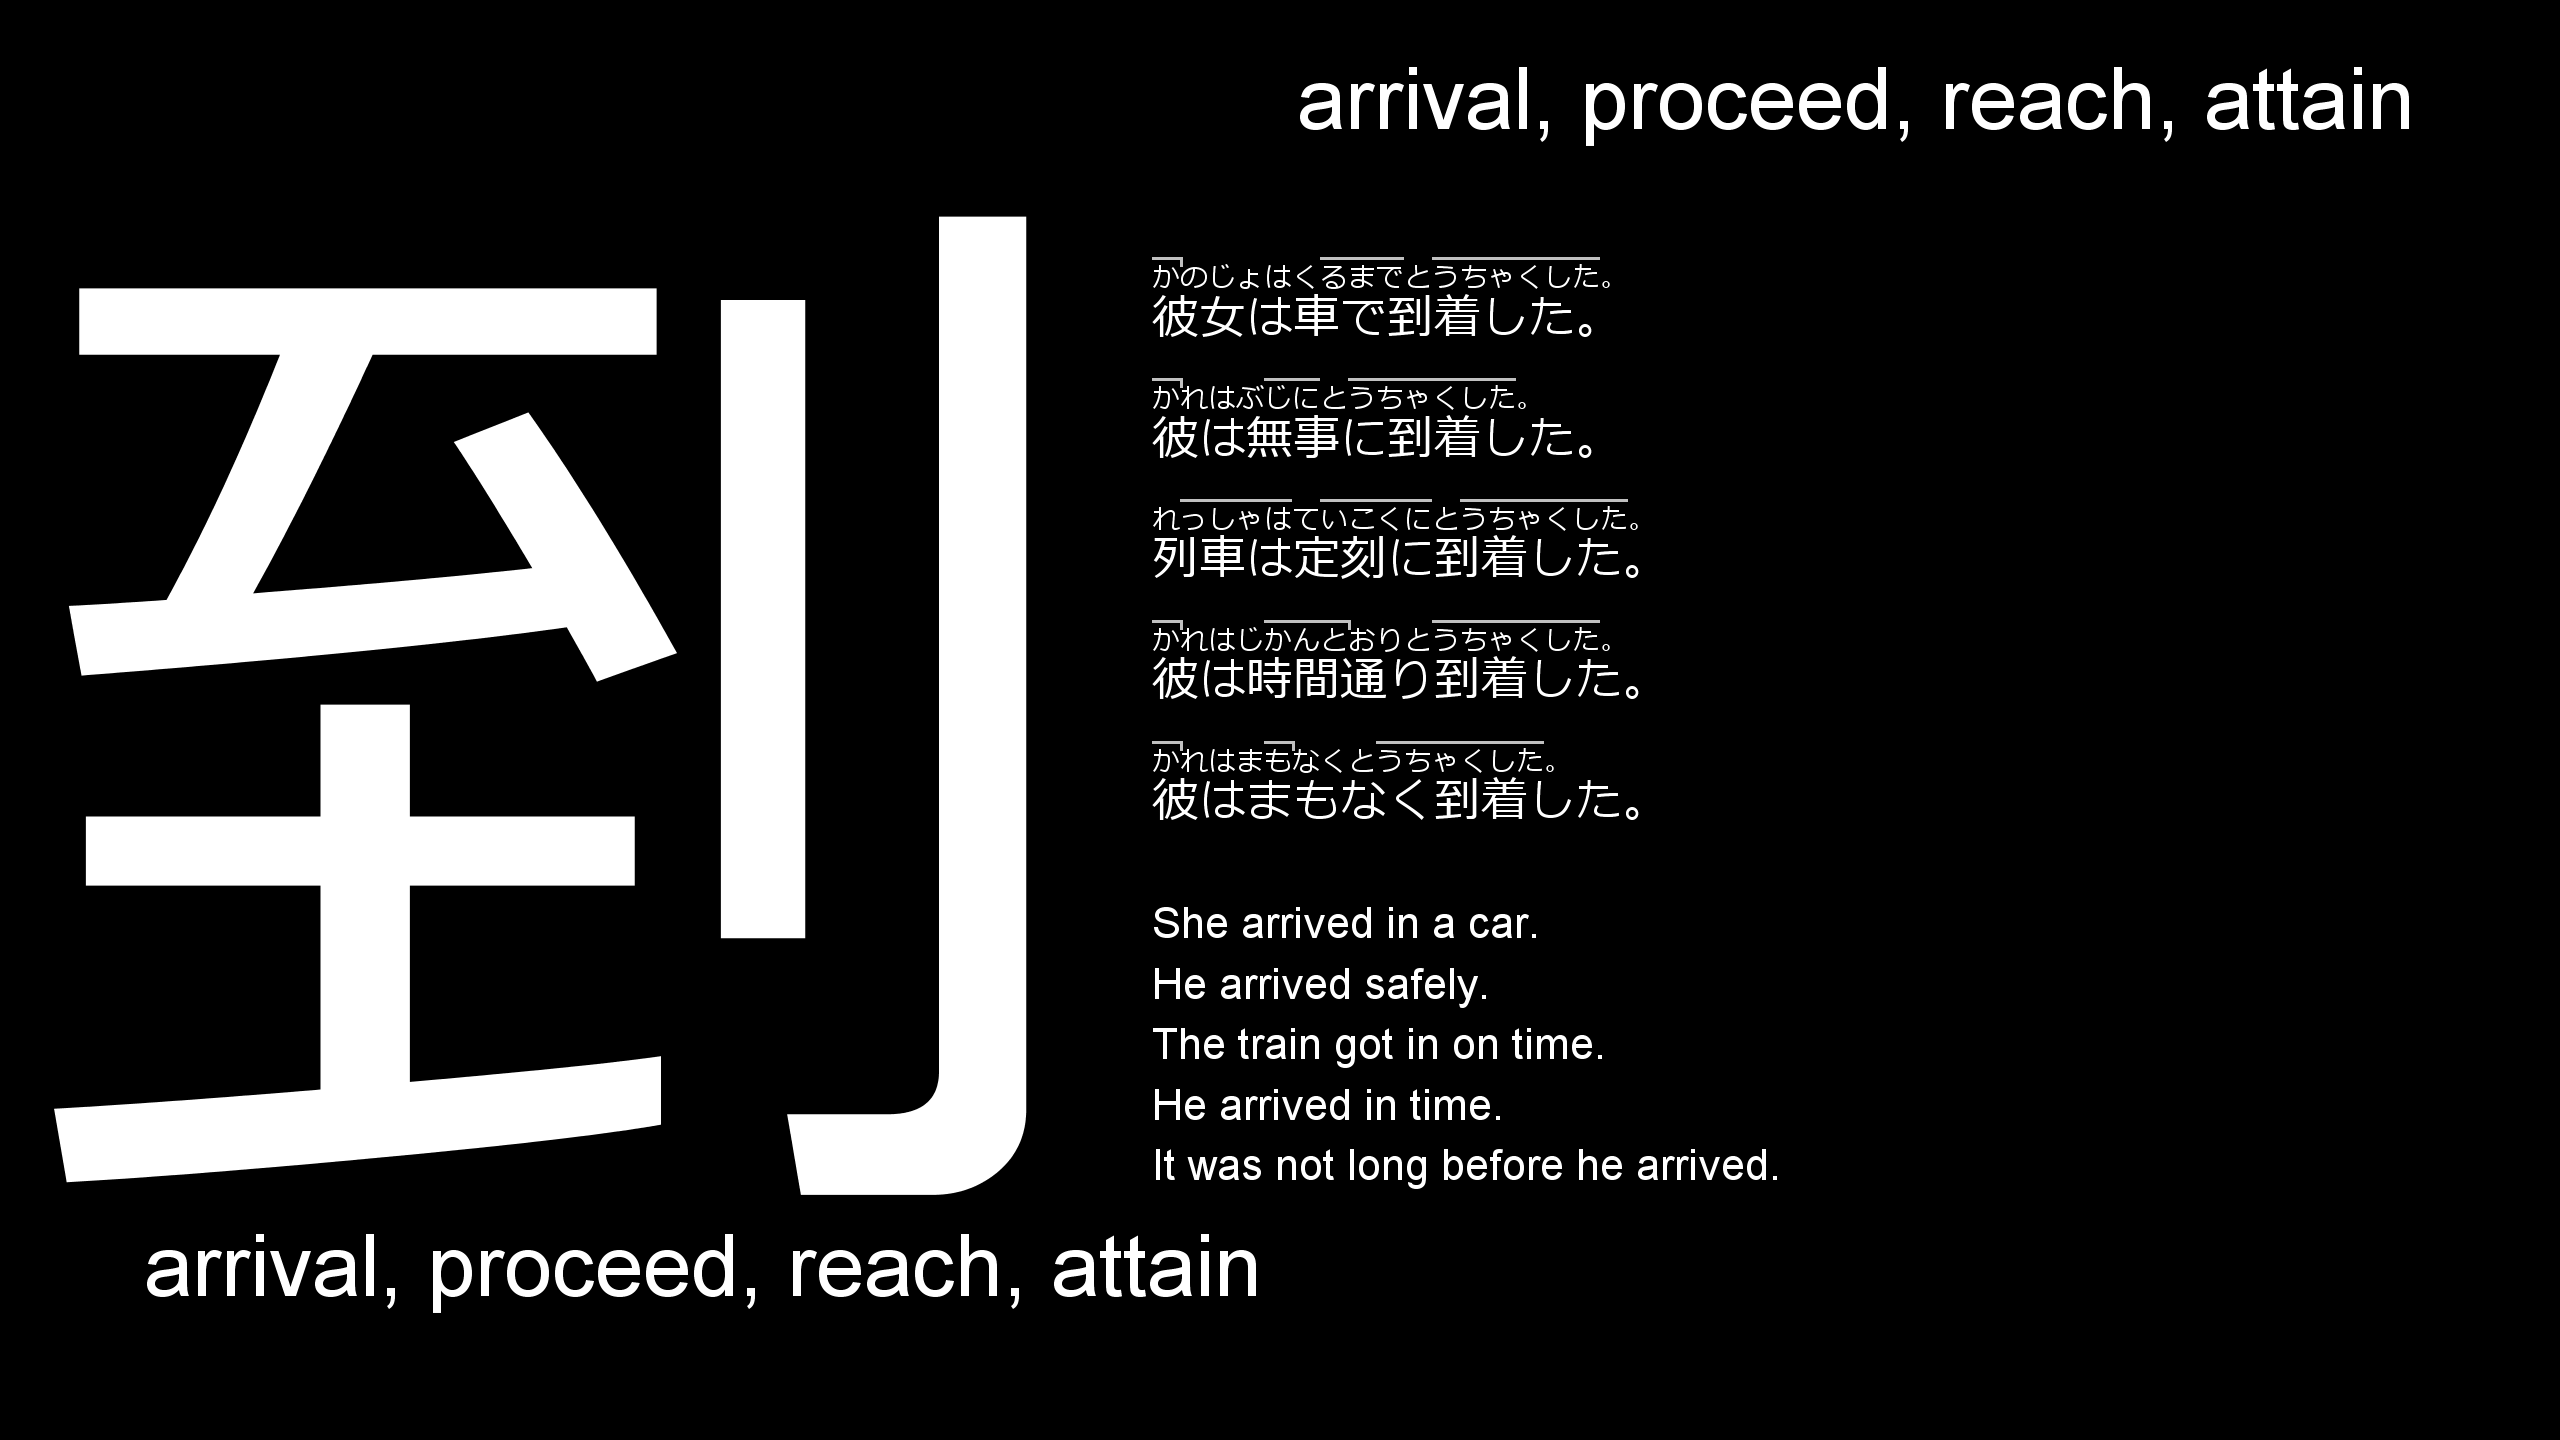 arrival, proceed, reach, attain
到
かのじょはくるまでとうちゃくした。
彼女は車で到着した。
かれはぶじにとうちゃくした。
彼は無事に到着した。
れっしゃはていこくにとうちゃくした。
列車は定刻に到着した。
かれはじかんとおりとうちゃくした。
彼は時間通り到着した。
かれはまもなくとうちゃくした。
彼はまもなく到着した。
She arrived in a car.
He arrived safely.
The train got in on time.
He arrived in time.
It was not long before he arrived.
arrival, proceed, reach, attain